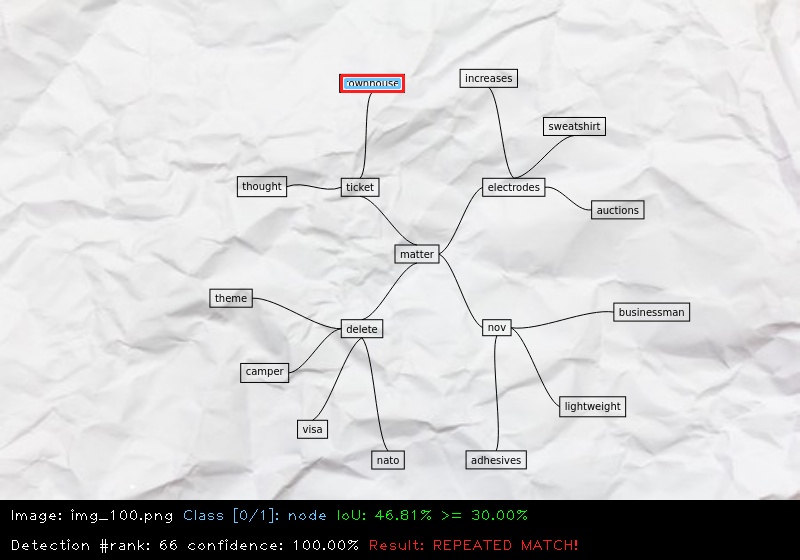 increases
sweatshirt
thought
ticket
electrodes
auctions
matter
theme
businessman
delete
nov
camper
lightweight
visa
nato
adhesives
Image: img_100.png Class [0/1]: node IoU: 46.81% >= 30.00%
Detection #rank: 66 confidence: 100.00% Result: REPEATED MATCH!